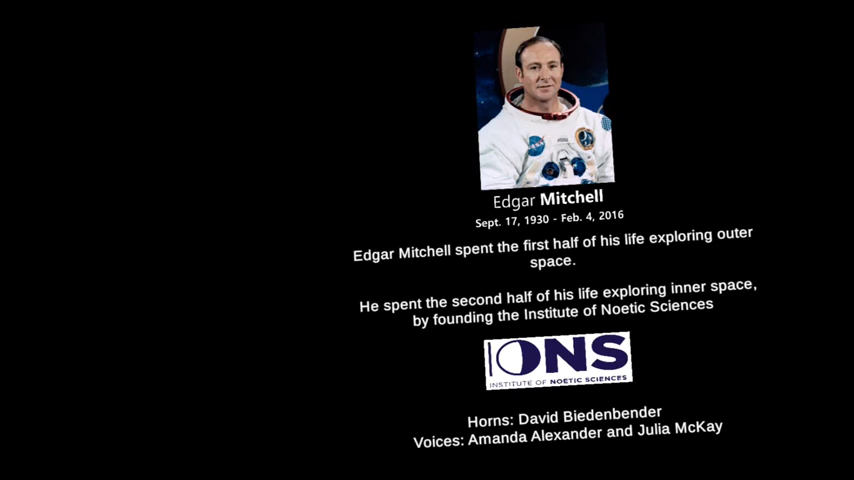 Edgar Mitchell
Sept. 17, 1930 - Feb. 4, 2016
Edgar Mitchell spent the first half of his life exploring outer
space.
He spent the second half of his life exploring inner space,
by founding the Institute of Noetic Sciences
IONS
INSTITUTE OF NOETIC SCIENCES
Horns: David Biedenbender
Voices: Amanda Alexander and Julia McKay